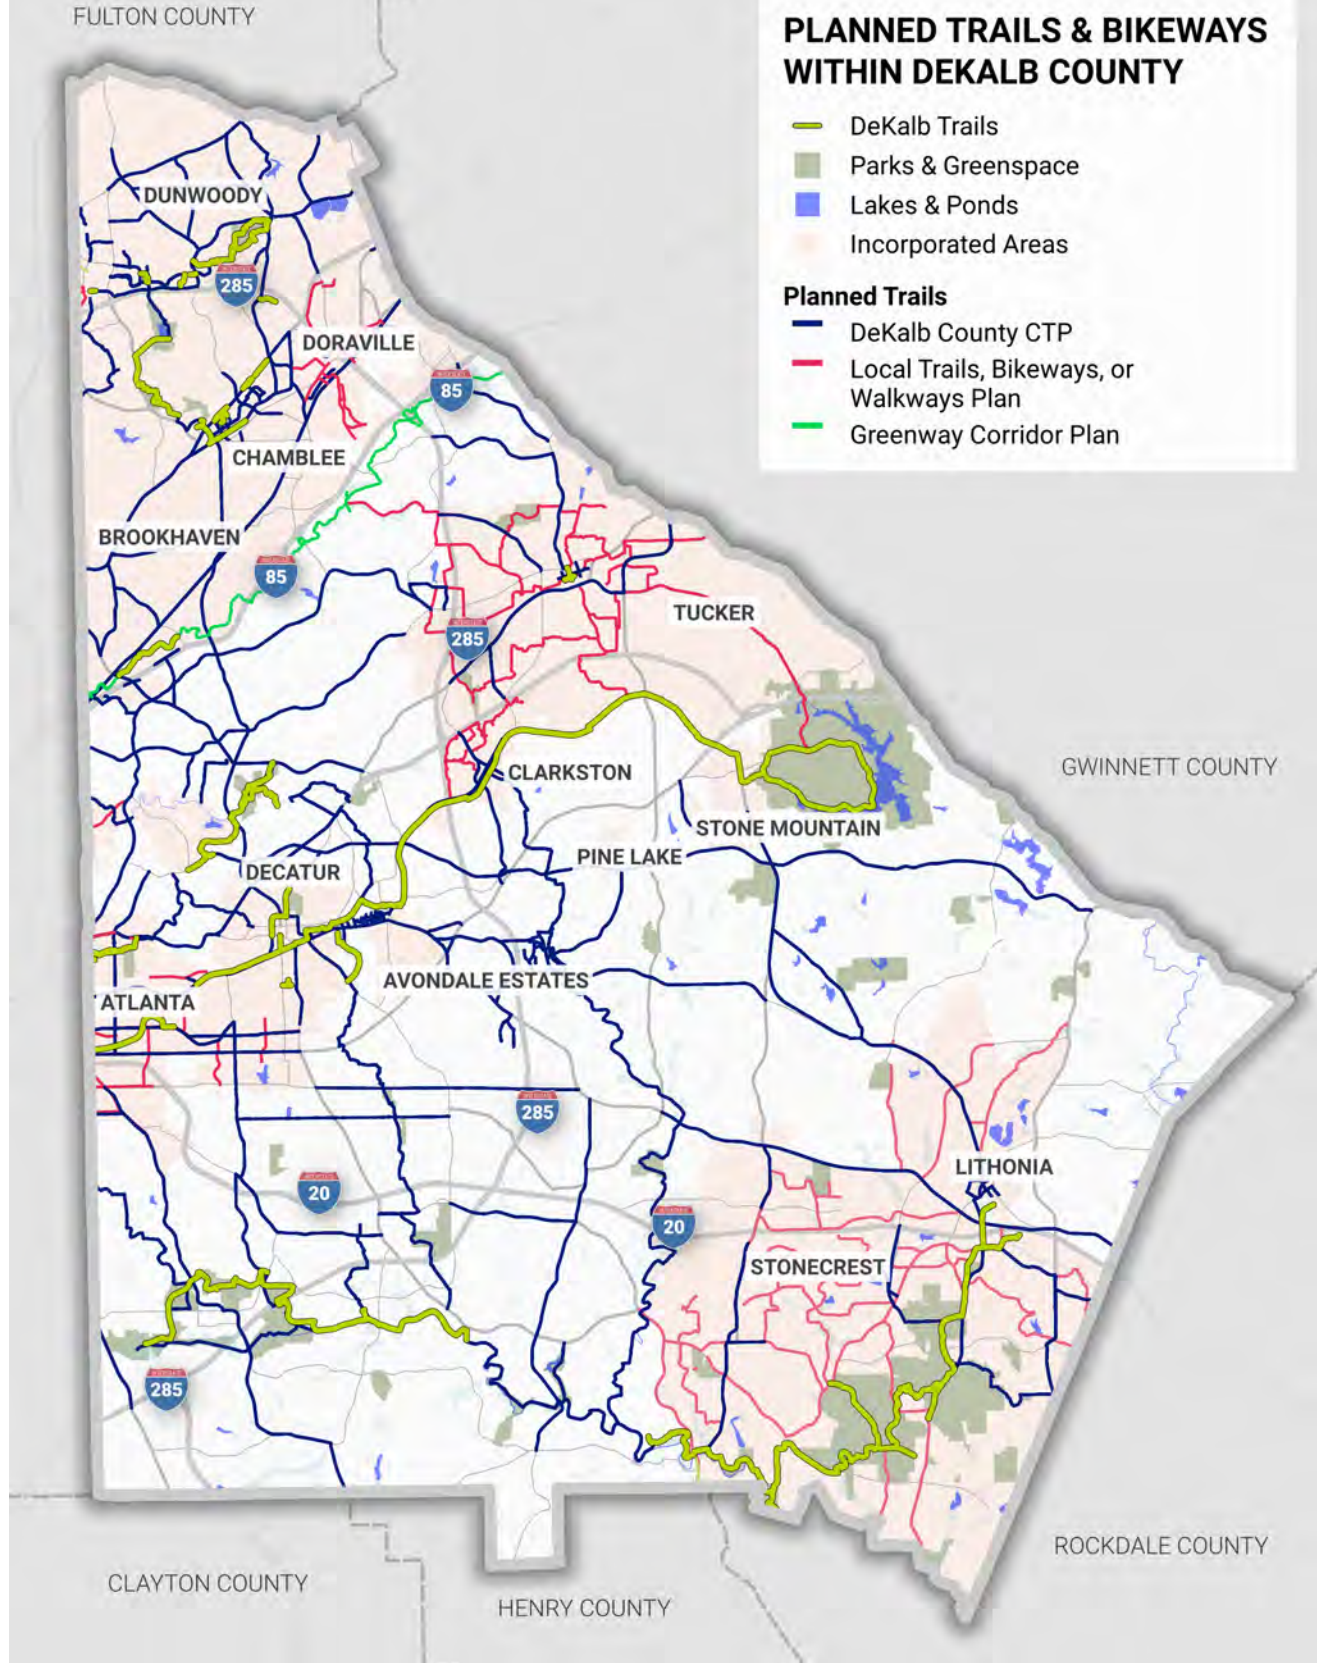 FULTON COUNTY
PLANNED TRAILS & BIKEWAYS
WITHIN DEKALB COUNTY
DeKalb Trails
Parks & Greenspace
Lakes & Ponds
Incorporated Areas
Planned Trails
DeKalb County CTP
Local Trails, Bikeways, or
Walkways Plan
Greenway Corridor Plan
DUNWOODY
285
DORAVILLE
85
CHAMBLEE
BROOKHAVEN
85
TUCKER
285
GWINNETT COUNTY
CLARKSTON
STONE MOUNTAIN
PINE LAKE
DECATUR
AVONDALE ESTATES
ATLANTA
285
LITHONIA
20
20
STONECREST
285
ROCKDALE COUNTY
CLAYTON COUNTY
HENRY COUNTY